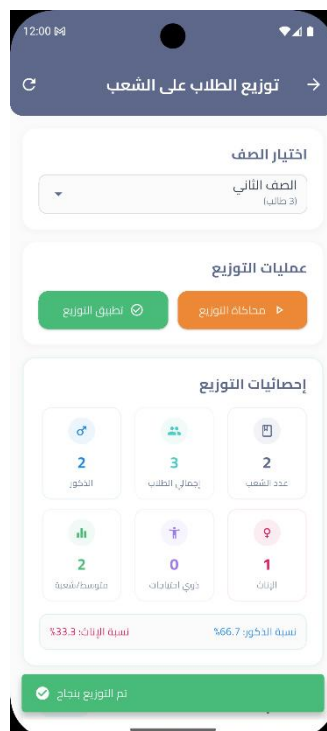 12:00
توزيع الطلاب على الشعب
اختيار الصف
الصف الثاني
(3 طالب)
عمليات التوزيع
محاكاة التوزيع
تطبيق التوزيع
إحصائيات التوزيع
2
عدد الشعب
3
إجمالي الطلاب
2
الذكور
1
الإناث
0
ذوي احتياجات
2
متوسط/شعبة
نسبة الذكور: 66.7%
نسبة الإناث: 33.3%
تم التوزيع بنجاح